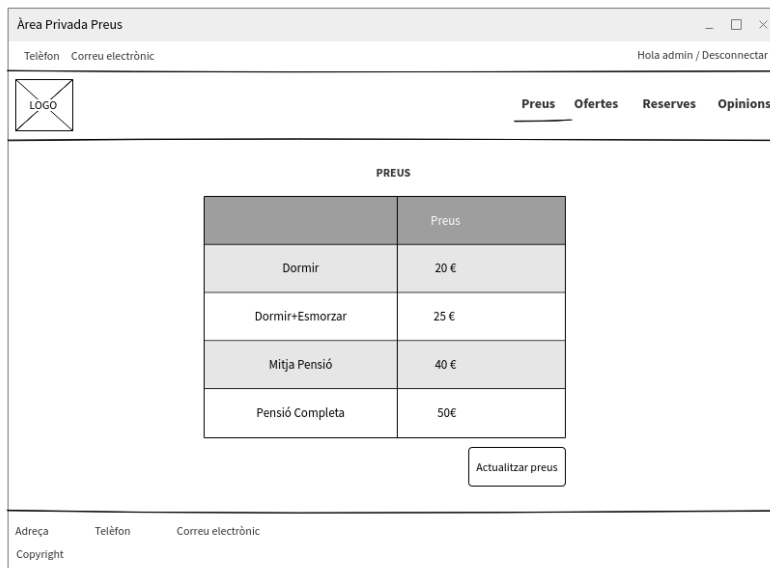 Àrea Privada Preus
Telèfon Correu electrònic Hola admin / Desconnectar
LOGO Preus Ofertes Reserves Opinions
PREUS
Preus
Dormir 20 €
Dormir+Esmorzar 25 €
Mitja Pensió 40 €
Pensió Completa 50€
Actualitzar preus
Adreça Telèfon Correu electrònic
Copyright